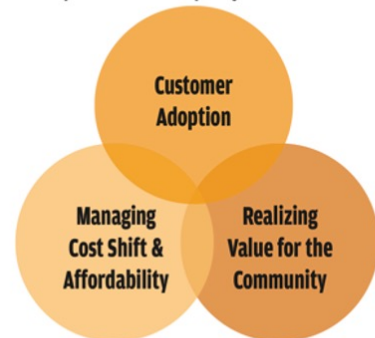 Customer
Adoption
Managing
Cost Shift &
Affordability
Realizing
Value for the
Community